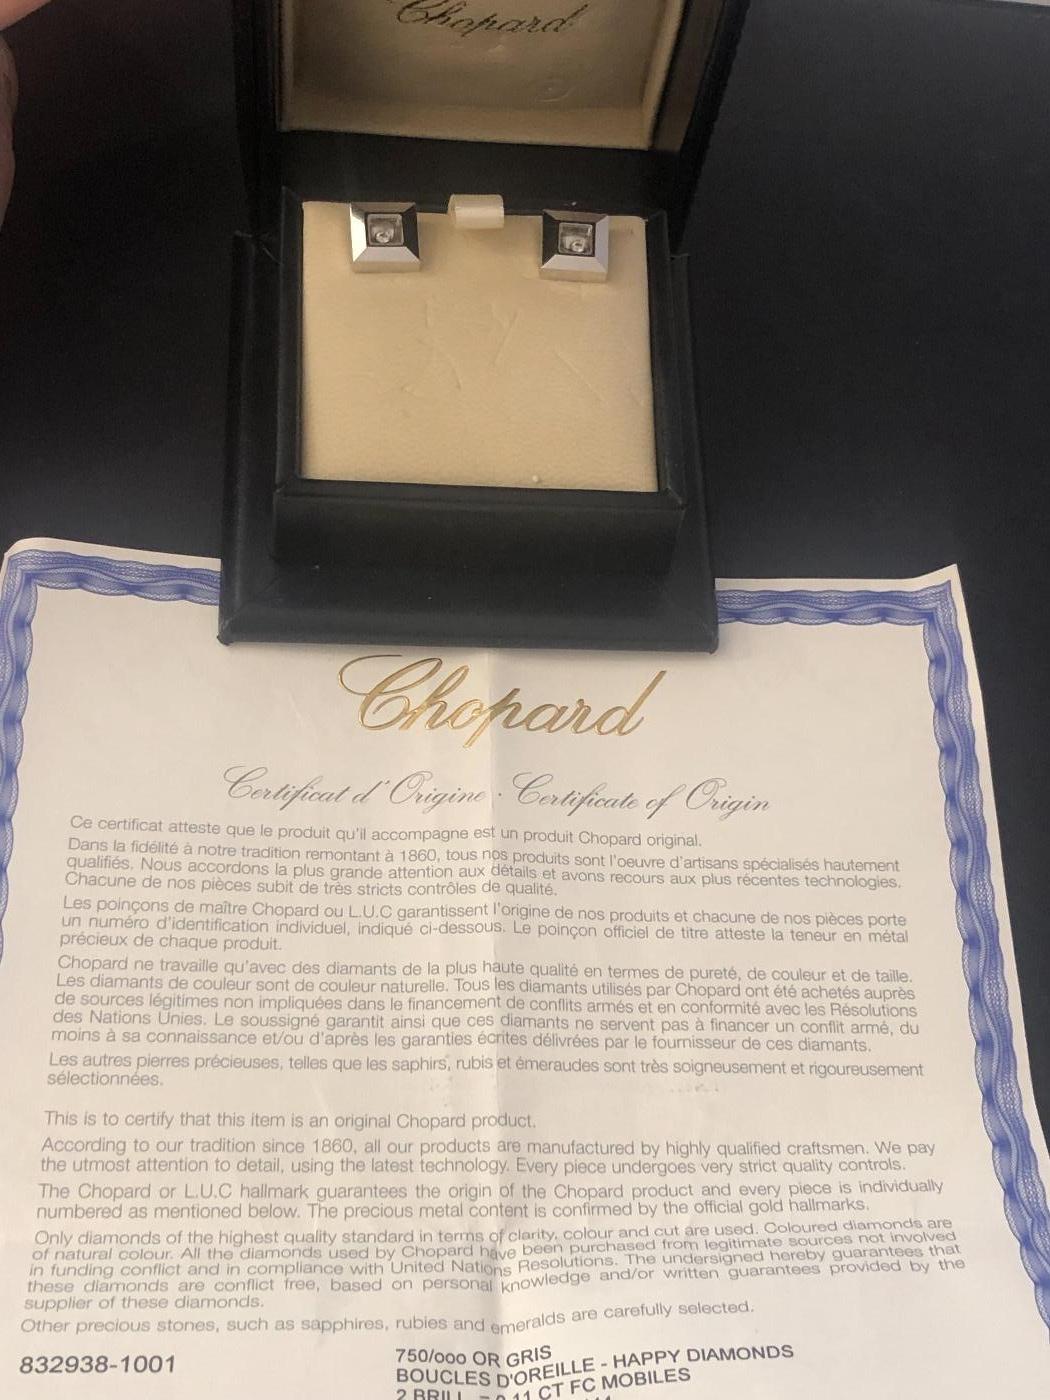 Chopard
Chopard
Certificat d'Origine · Certificate of Origin
Ce certificat atteste que le produit qu'il accompagne est un produit Chopard original.
Dans la fidélité à notre tradition remontant à 1860, tous nos produits sont l'oeuvre d'artisans spécialisés hautement
qualifiés. Nous accordons la plus grande attention aux détails et avons recours aux plus récentes technologies.
Chacune de nos pièces subit de très stricts contrôles de qualité.
Les poinçons de maître Chopard ou L.U.C garantissent l'origine de nos produits et chacune de nos pièces porte
un numéro d'identification individuel, indiqué ci-dessous. Le poinçon officiel de titre atteste la teneur en métal
précieux de chaque produit.
Chopard ne travaille qu'avec des diamants de la plus haute qualité en termes de pureté, de couleur et de taille.
Les diamants de couleur sont de couleur naturelle. Tous les diamants utilisés par Chopard ont été achetés auprès
de sources légitimes non impliquées dans le financement de conflits armés et en conformité avec les Résolutions
des Nations Unies. Le soussigné garantit ainsi que ces diamants ne servent pas à financer un conflit armé, du
moins à sa connaissance et/ou d'après les garanties écrites délivrées par le fournisseur de ces diamants.
Les autres pierres précieuses, telles que les saphirs, rubis et émeraudes sont très soigneusement et rigoureusement
sélectionnées.
This is to certify that this item is an original Chopard product.
According to our tradition since 1860, all our products are manufactured by highly qualified craftsmen. We pay
the utmost attention to detail, using the latest technology. Every piece undergoes very strict quality controls.
The Chopard or L.U.C hallmark guarantees the origin of the Chopard product and every piece is individually
numbered as mentioned below. The precious metal content is confirmed by the official gold hallmarks.
Only diamonds of the highest quality standard in terms of clarity, colour and cut are used. Coloured diamonds are
of natural colour. All the diamonds used by Chopard have been purchased from legitimate sources not involved
in funding conflict and in compliance with United Nations Resolutions. The undersigned hereby guarantees that
these diamonds are conflict free, based on personal knowledge and/or written guarantees provided by the
supplier of these diamonds.
Other precious stones, such as sapphires, rubies and emeralds are carefully selected.
832938-1001
750/ooo OR GRIS
BOUCLES D'OREILLE - HAPPY DIAMONDS
2 BRILL = 0.11 CT FC MOBILES